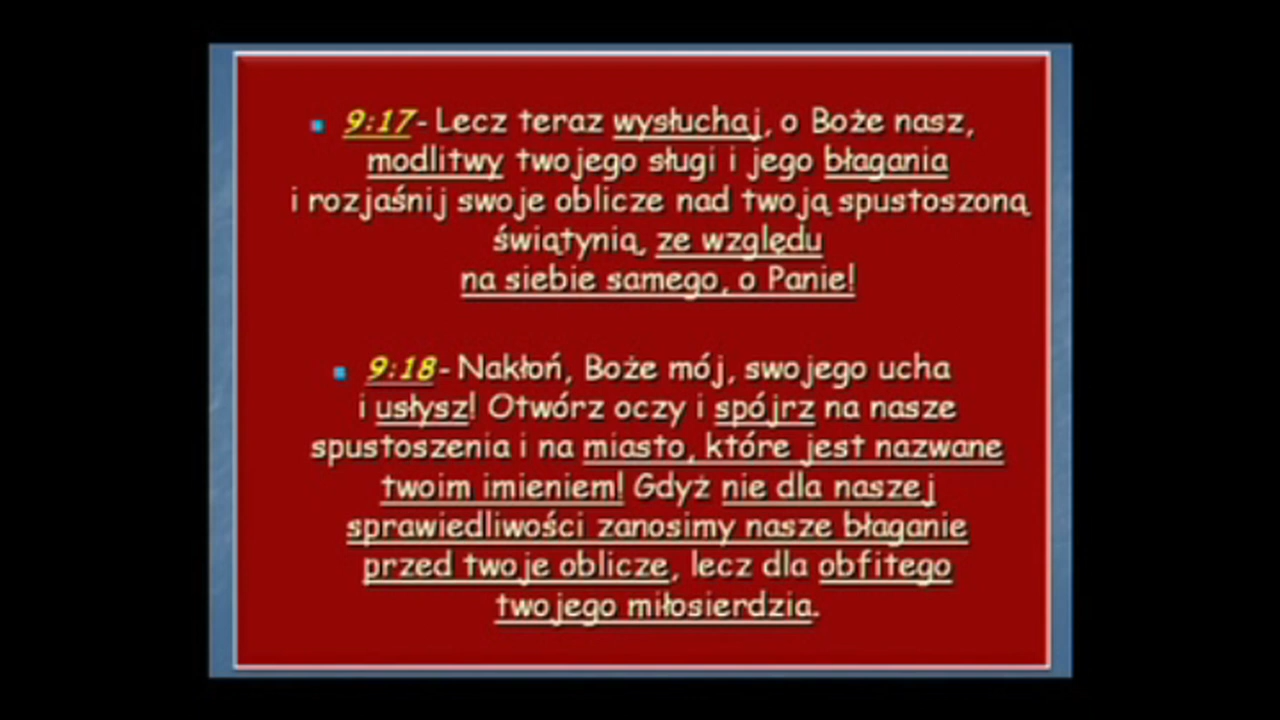 ▪ 9:17- Lecz teraz wysłuchaj, o Boże nasz,
modlitwy twojego sługi i jego błagania
i rozjaśnij swoje oblicze nad twoją spustoszoną
świątynią, ze względu
na siebie samego, o Panie!
▪ 9:18- Nakłoń, Boże mój, swojego ucha
i usłysz! Otwórz oczy i spójrz na nasze
spustoszenia i na miasto, które jest nazwane
twoim imieniem! Gdyż nie dla naszej
sprawiedliwości zanosimy nasze błaganie
przed twoje oblicze, lecz dla obfitego
twojego miłosierdzia.